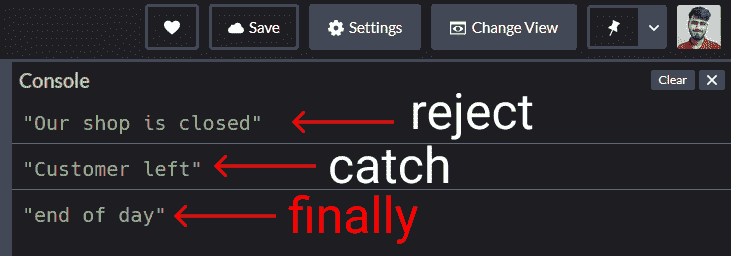 Save Settings Change View
Console Clear
"Our shop is closed" reject
"Customer left" catch
"end of day" finally